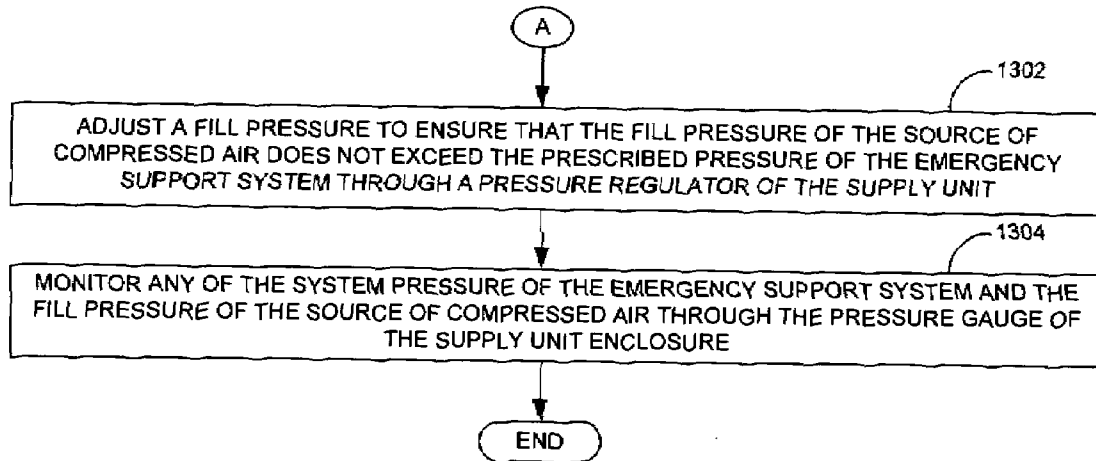 A
1302
ADJUST A FILL PRESSURE TO ENSURE THAT THE FILL PRESSURE OF THE SOURCE OF
COMPRESSED AIR DOES NOT EXCEED THE PRESCRIBED PRESSURE OF THE EMERGENCY
SUPPORT SYSTEM THROUGH A PRESSURE REGULATOR OF THE SUPPLY UNIT
1304
MONITOR ANY OF THE SYSTEM PRESSURE OF THE EMERGENCY SUPPORT SYSTEM AND THE
FILL PRESSURE OF THE SOURCE OF COMPRESSED AIR THROUGH THE PRESSURE GAUGE OF
THE SUPPLY UNIT ENCLOSURE
END